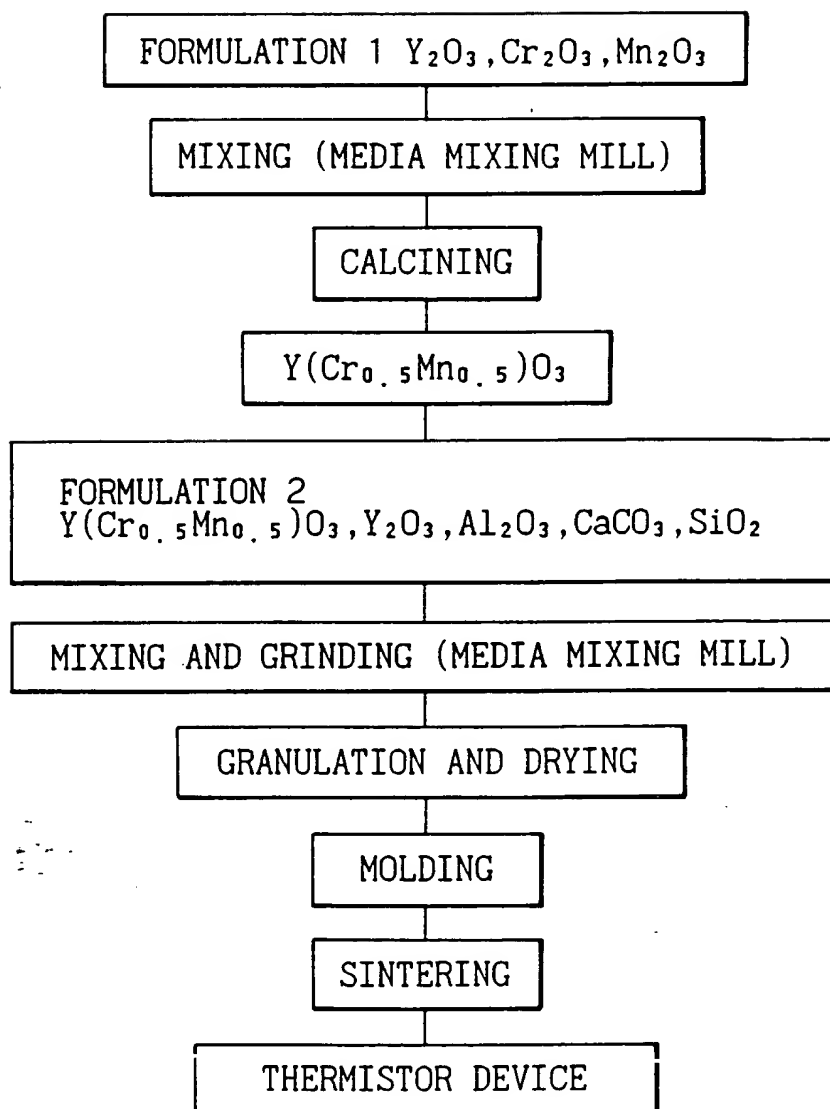 FORMULATION 1 Y₂O₃,Cr₂O₃,Mn₂O₃
MIXING (MEDIA MIXING MILL)
CALCINING
Y(Cr₀.₅Mn₀.₅)O₃
FORMULATION 2
Y(Cr₀.₅Mn₀.₅)O₃,Y₂O₃,Al₂O₃,CaCO₃,SiO₂
MIXING AND GRINDING (MEDIA MIXING MILL)
GRANULATION AND DRYING
MOLDING
SINTERING
THERMISTOR DEVICE